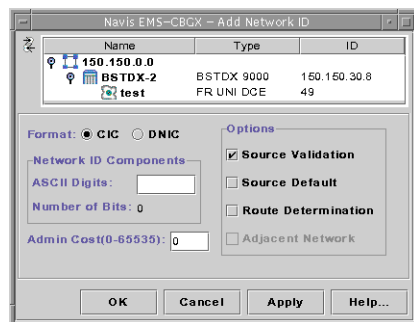 Navis EMS-CBGX - Add Network ID
Name Type ID
150.150.0.0
BSTDX-2 BSTDX 9000 150.150.30.8
test FR UNI DCE 49
Format: CIC DNIC
Network ID Components
ASCII Digits:
Number of Bits: 0
Admin Cost(0-65535): 0
Options
Source Validation
Source Default
Route Determination
Adjacent Network
OK Cancel Apply Help...